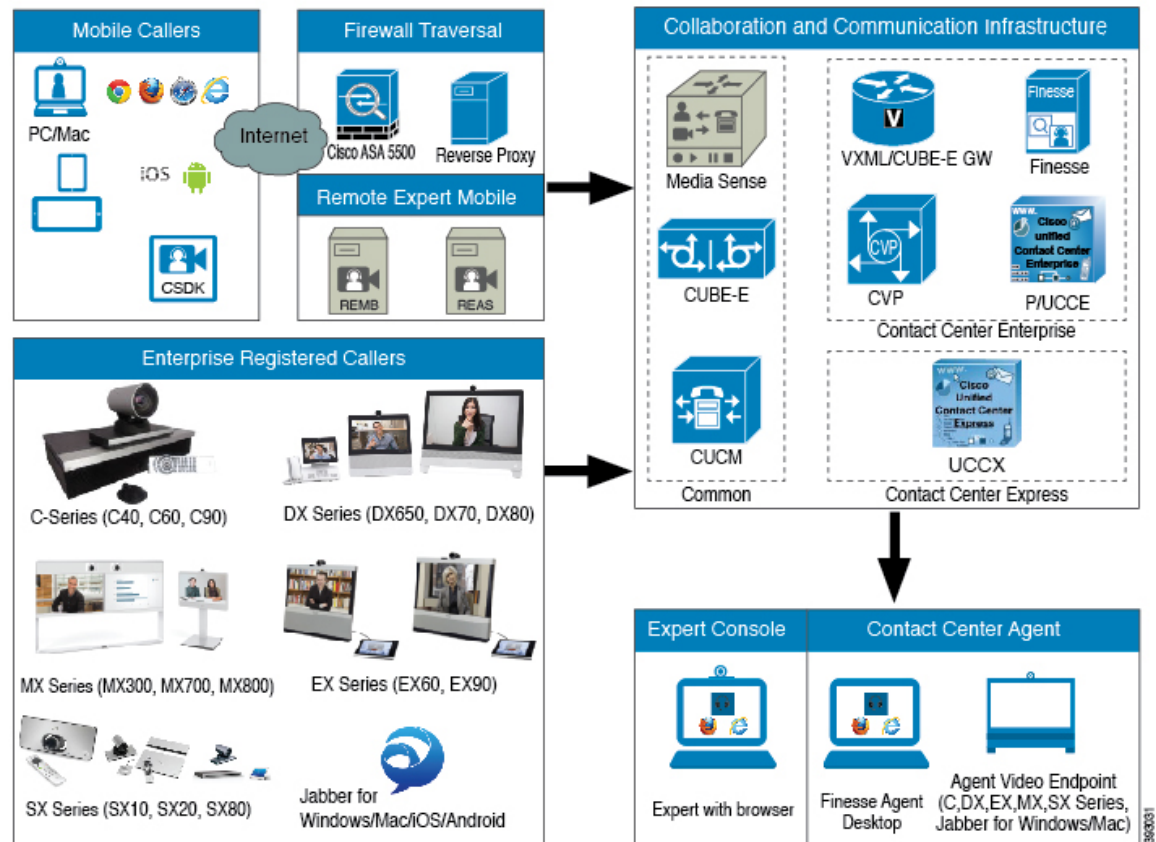 Mobile Callers
PC/Mac
iOS
CSDK
Internet
Firewall Traversal
Cisco ASA 5500
Reverse Proxy
Remote Expert Mobile
REMB
REAS
Collaboration and Communication Infrastructure
Media Sense
CUBE-E
CUCM
Common
V
VXML/CUBE-E GW
Finesse
Finesse
CVP
CVP
www.
Cisco
unified
Contact Center
Enterprise
P/UCCE
Contact Center Enterprise
www.
Cisco
Unified
Contact Center
Express
UCCX
Contact Center Express
Enterprise Registered Callers
C-Series (C40, C60, C90)
DX Series (DX650, DX70, DX80)
MX Series (MX300, MX700, MX800)
EX Series (EX60, EX90)
SX Series (SX10, SX20, SX80)
Jabber for
Windows/Mac/iOS/Android
Expert Console
Expert with browser
Contact Center Agent
Finesse Agent
Desktop
Agent Video Endpoint
(C,DX,EX,MX,SX Series,
Jabber for Windows/Mac)
393031